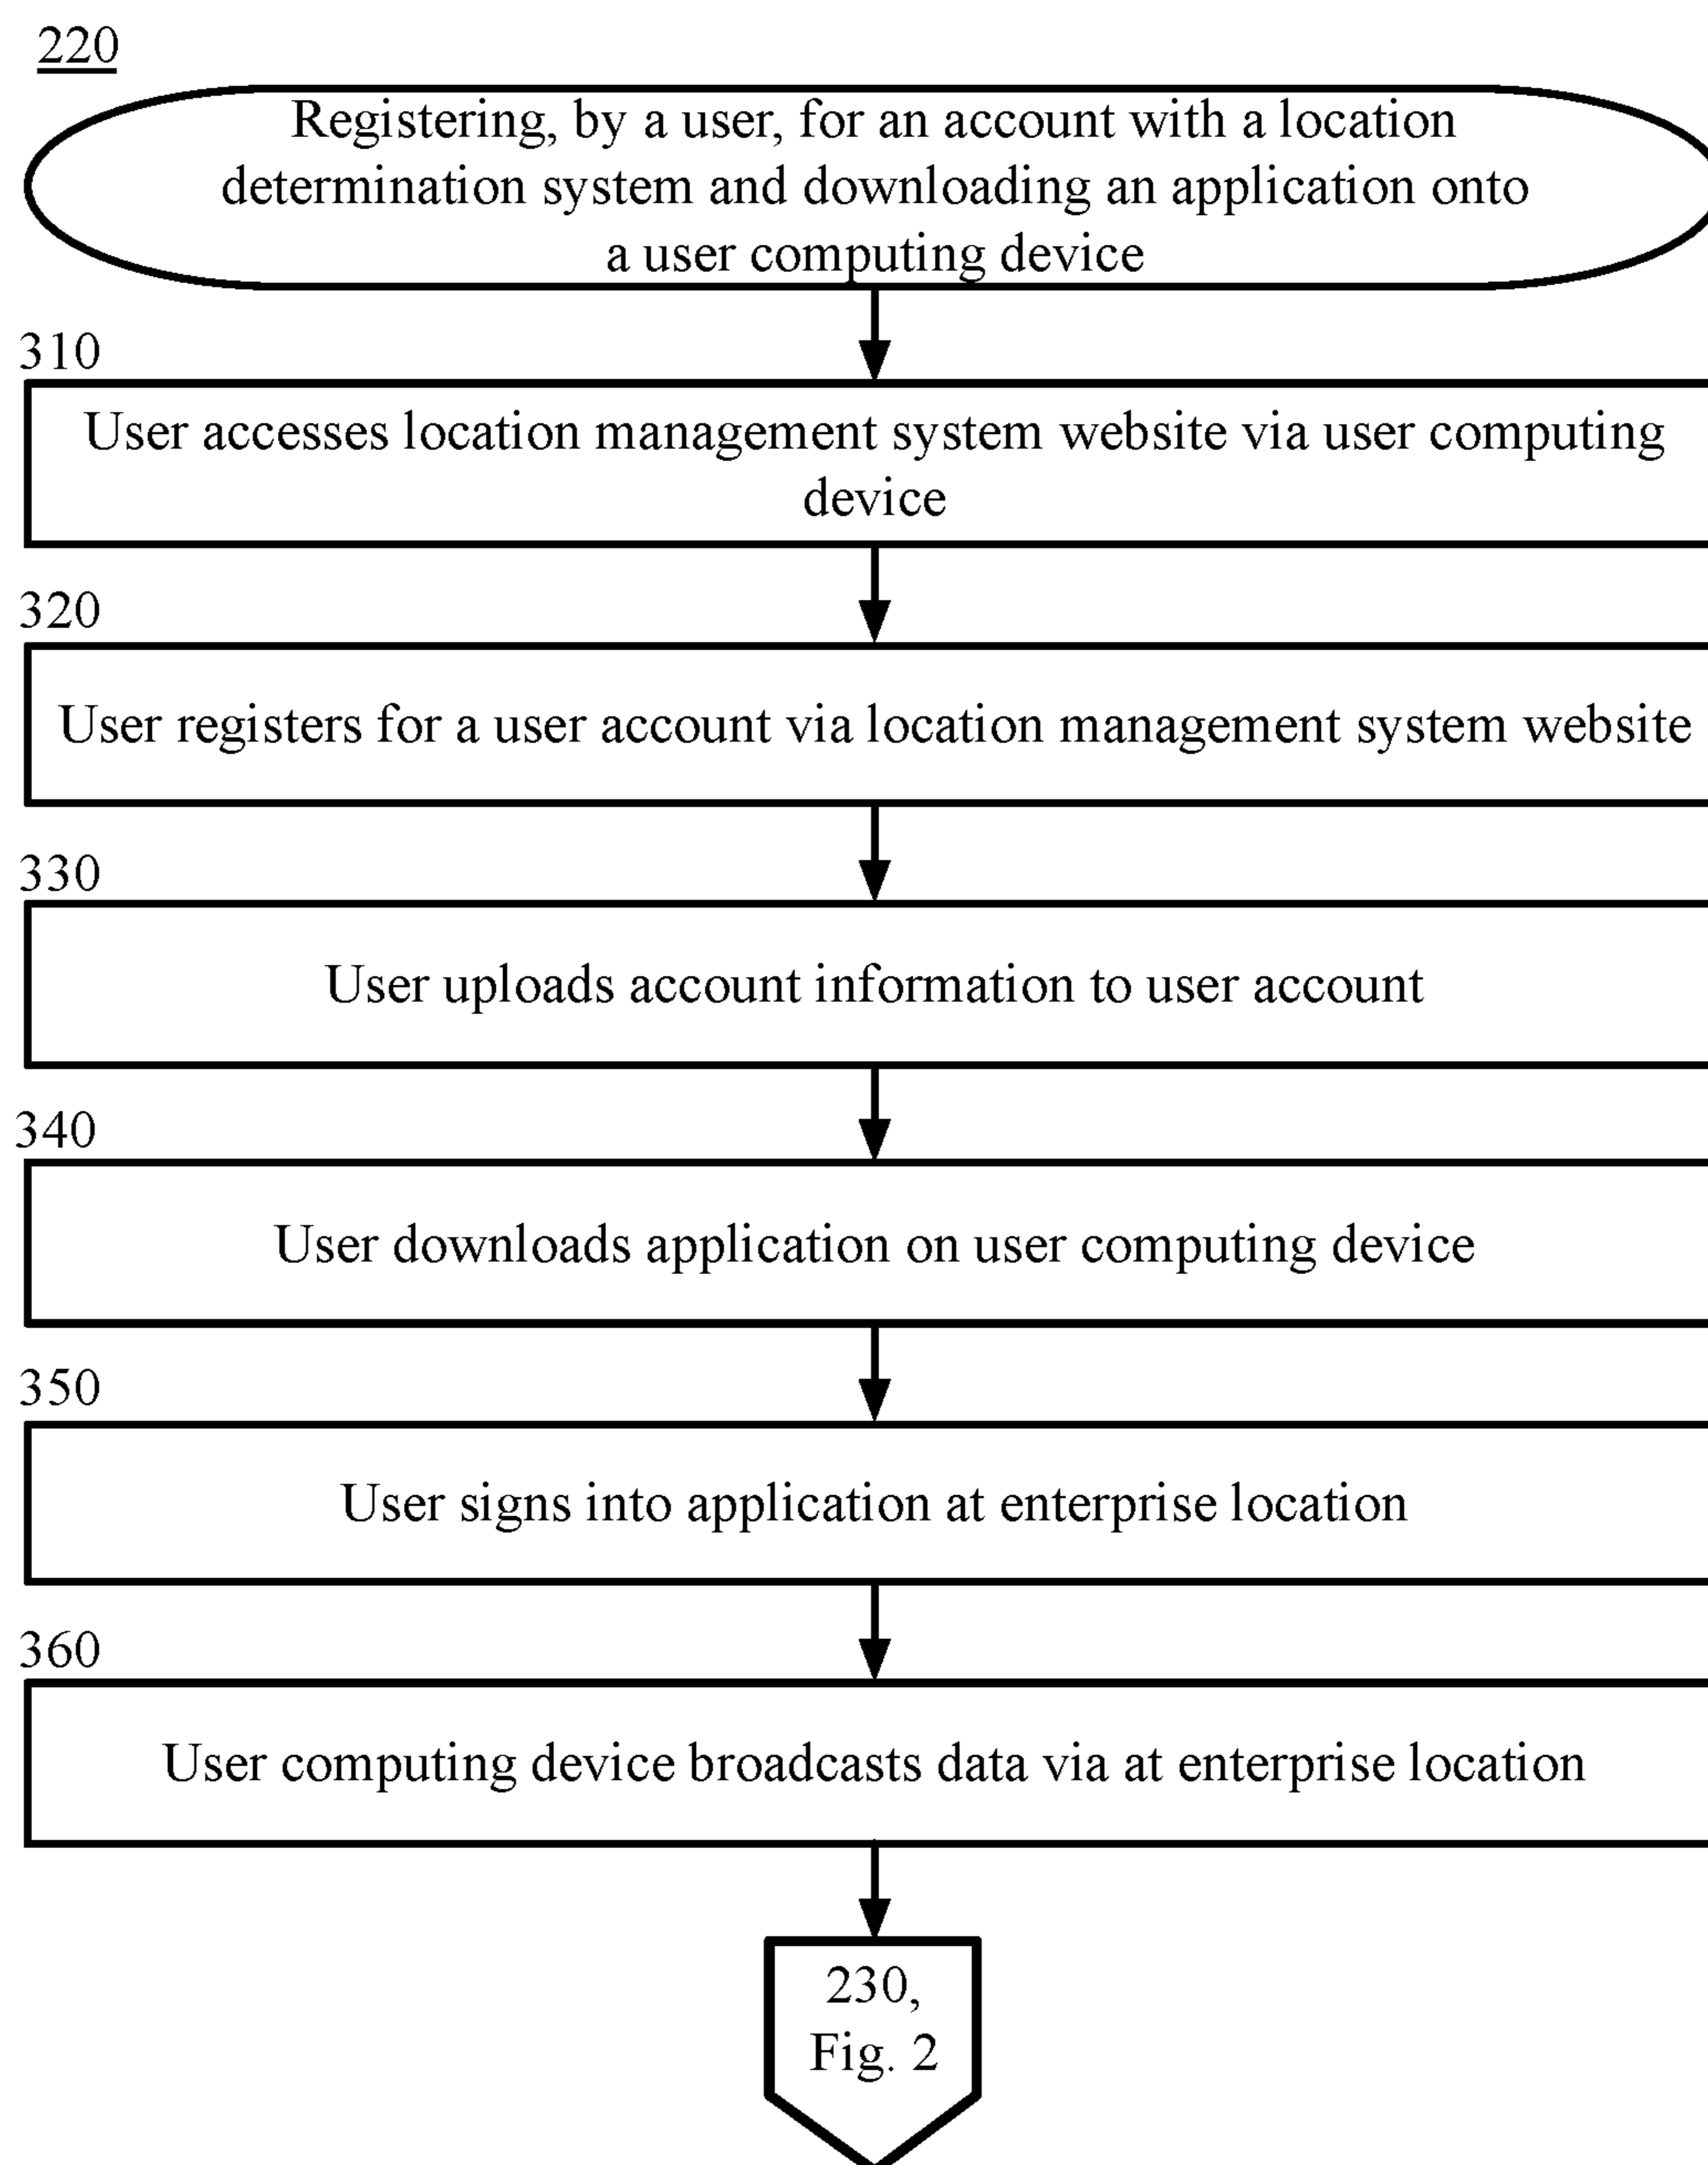 220
Registering, by a user, for an account with a location
determination system and downloading an application onto
a user computing device
310
User accesses location management system website via user computing
device
320
User registers for a user account via location management system website
330
User uploads account information to user account
340
User downloads application on user computing device
350
User signs into application at enterprise location
360
User computing device broadcasts data via at enterprise location
230,
Fig. 2